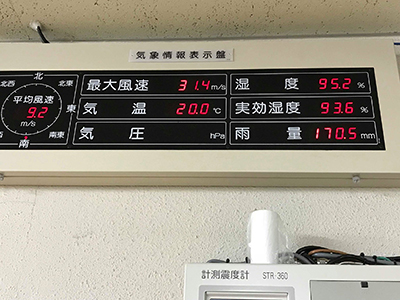 気象情報表示盤
北
北西 北東
平均風速 東
9.2
m/s
南東
南
最大風速 31.4 m/s 湿度 95.2 %
気温 20.0 ℃ 実効湿度 93.6 %
気圧 hPa 雨量 170.5 mm
計測震度計 STR-360